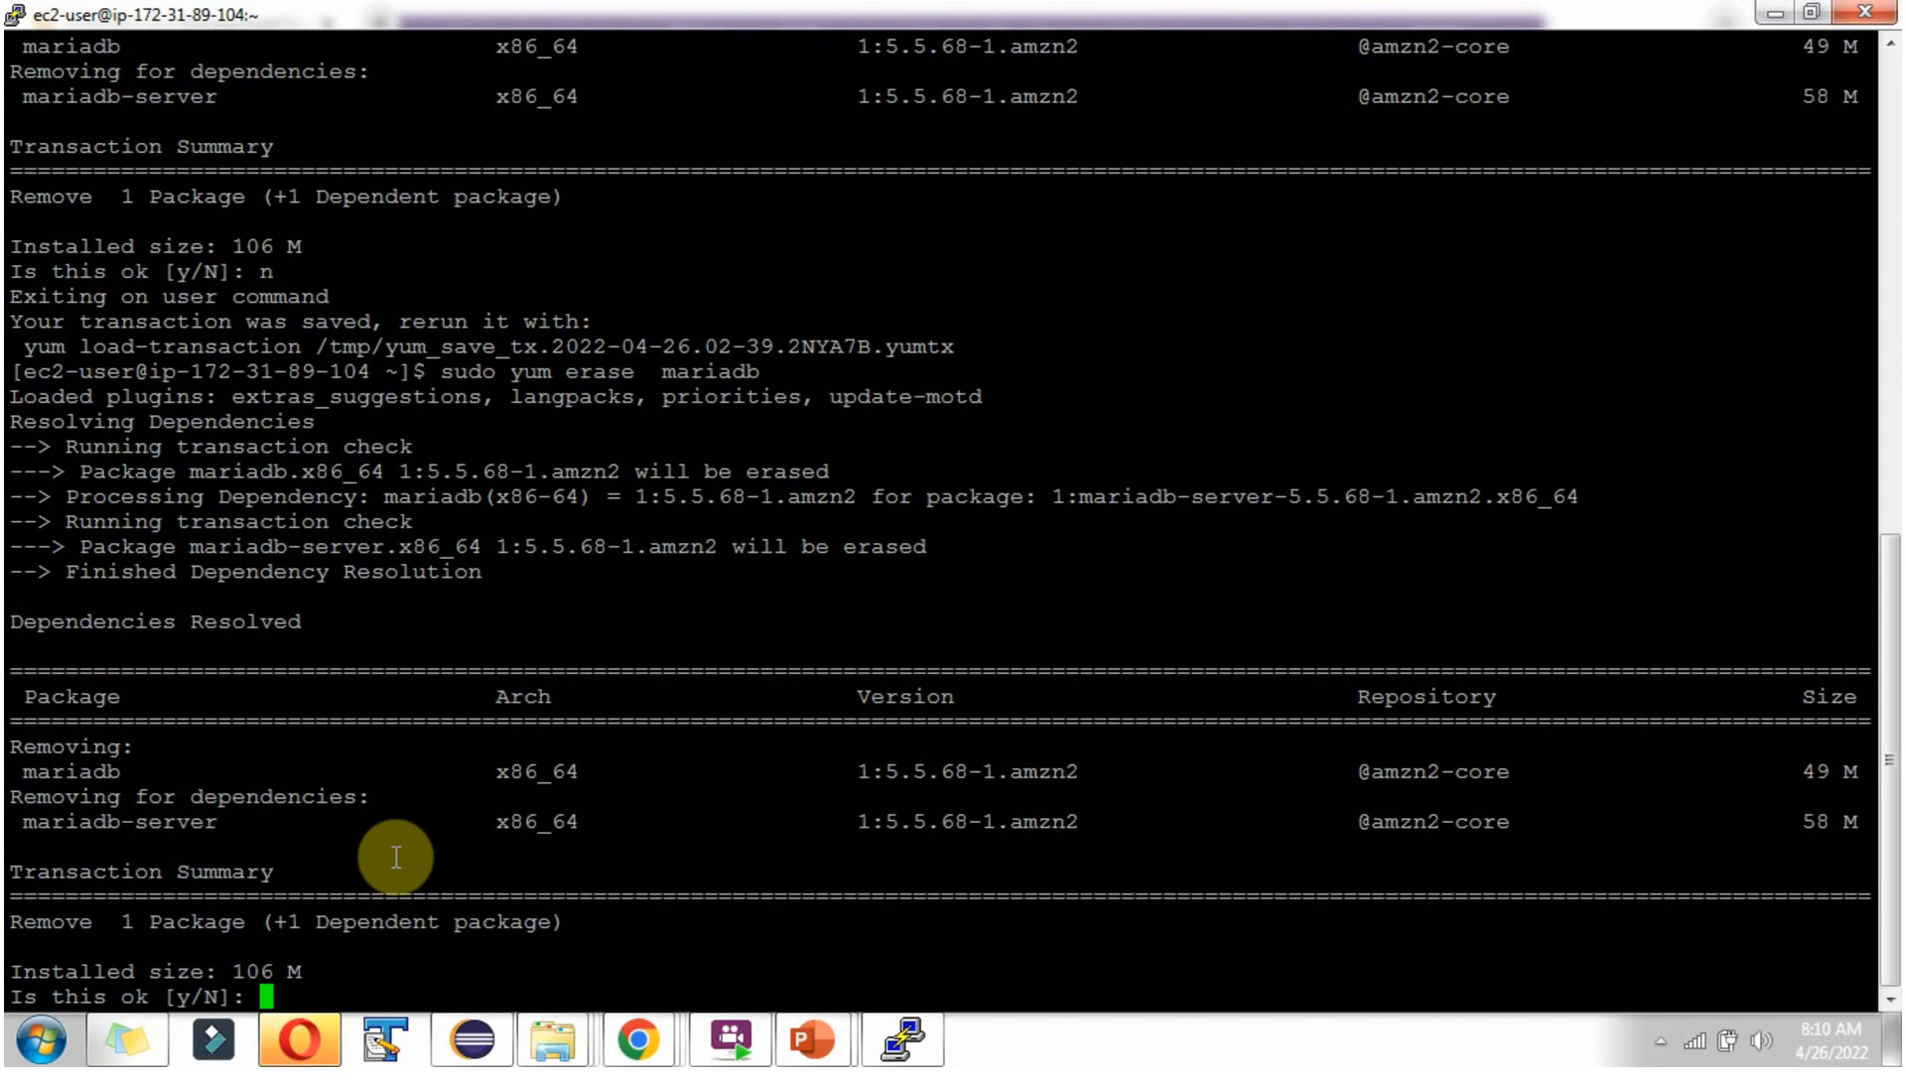 ec2-user@ip-172-31-89-104:~
mariadb x86_64 1:5.5.68-1.amzn2 @amzn2-core 49 M
Removing for dependencies:
mariadb-server x86_64 1:5.5.68-1.amzn2 @amzn2-core 58 M
Transaction Summary
================================================================================
Remove  1 Package (+1 Dependent package)
Installed size: 106 M
Is this ok [y/N]: n
Exiting on user command
Your transaction was saved, rerun it with:
yum load-transaction /tmp/yum_save_tx.2022-04-26.02-39.2NYA7B.yumtx
[ec2-user@ip-172-31-89-104 ~]$ sudo yum erase  mariadb
Loaded plugins: extras_suggestions, langpacks, priorities, update-motd
Resolving Dependencies
--> Running transaction check
---> Package mariadb.x86_64 1:5.5.68-1.amzn2 will be erased
--> Processing Dependency: mariadb(x86-64) = 1:5.5.68-1.amzn2 for package: 1:mariadb-server-5.5.68-1.amzn2.x86_64
--> Running transaction check
---> Package mariadb-server.x86_64 1:5.5.68-1.amzn2 will be erased
--> Finished Dependency Resolution
Dependencies Resolved
================================================================================
Package Arch Version Repository Size
================================================================================
Removing:
mariadb x86_64 1:5.5.68-1.amzn2 @amzn2-core 49 M
Removing for dependencies:
mariadb-server x86_64 1:5.5.68-1.amzn2 @amzn2-core 58 M
Transaction Summary
================================================================================
Remove  1 Package (+1 Dependent package)
Installed size: 106 M
Is this ok [y/N]:
8:10 AM
4/26/2022